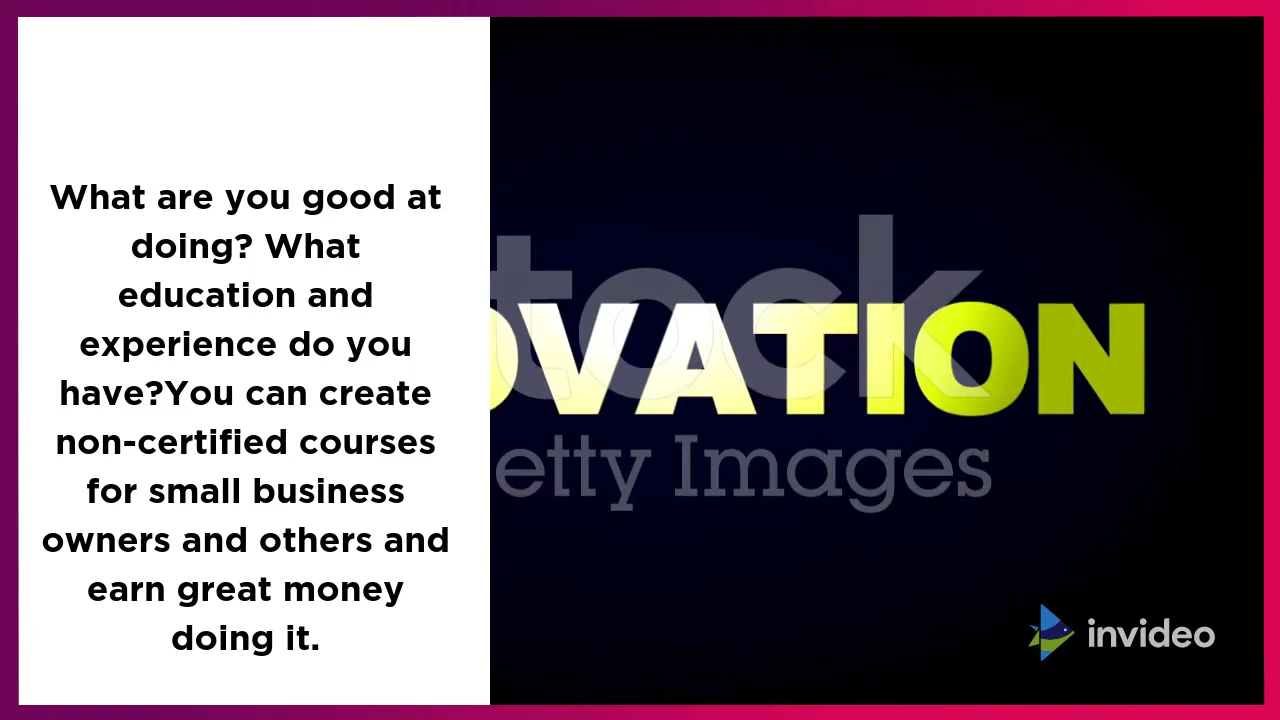 What are you good at
doing? What
education and
experience do you
have?You can create
non-certified courses
for small business
owners and others and
earn great money
doing it.
tock
OVATION
etty Images
invideo